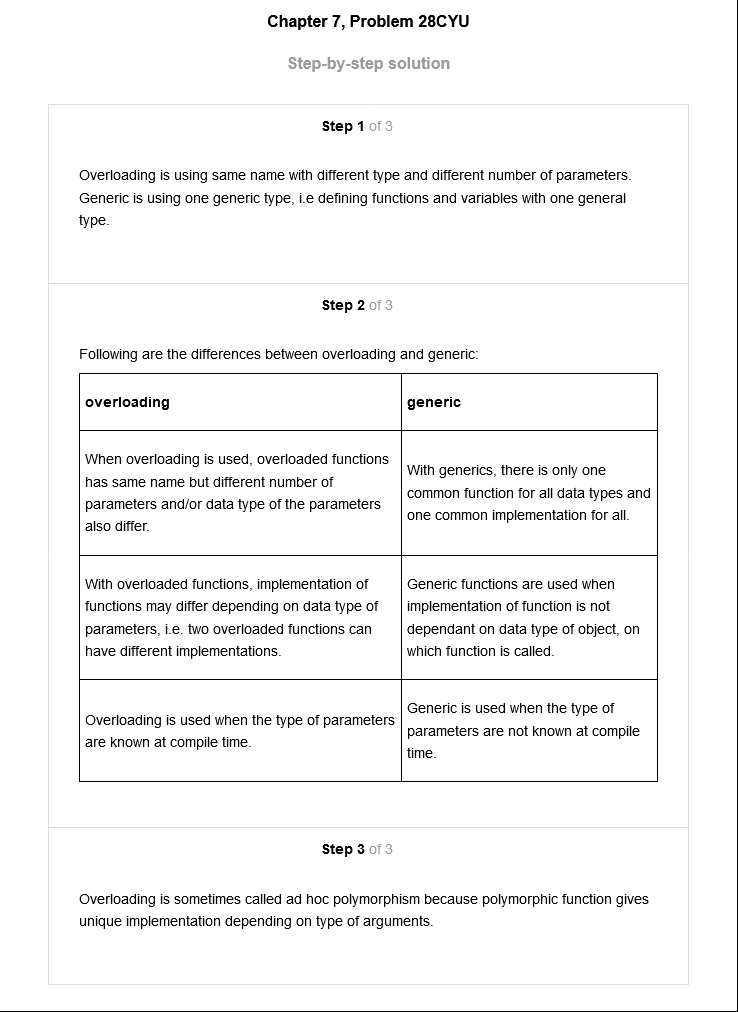 Chapter 7, Problem 28CYU
Step-by-step solution
Step 1 of 3
Overloading is using same name with different type and different number of parameters.
Generic is using one generic type, i.e defining functions and variables with one general
type.
Step 2 of 3
Following are the differences between overloading and generic:
overloading
generic
When overloading is used, overloaded functions
has same name but different number of
parameters and/or data type of the parameters
also differ.
With generics, there is only one
common function for all data types and
one common implementation for all.
With overloaded functions, implementation of
functions may differ depending on data type of
parameters, i.e. two overloaded functions can
have different implementations.
Generic functions are used when
implementation of function is not
dependant on data type of object, on
which function is called.
Overloading is used when the type of parameters
are known at compile time.
Generic is used when the type of
parameters are not known at compile
time.
Step 3 of 3
Overloading is sometimes called ad hoc polymorphism because polymorphic function gives
unique implementation depending on type of arguments.